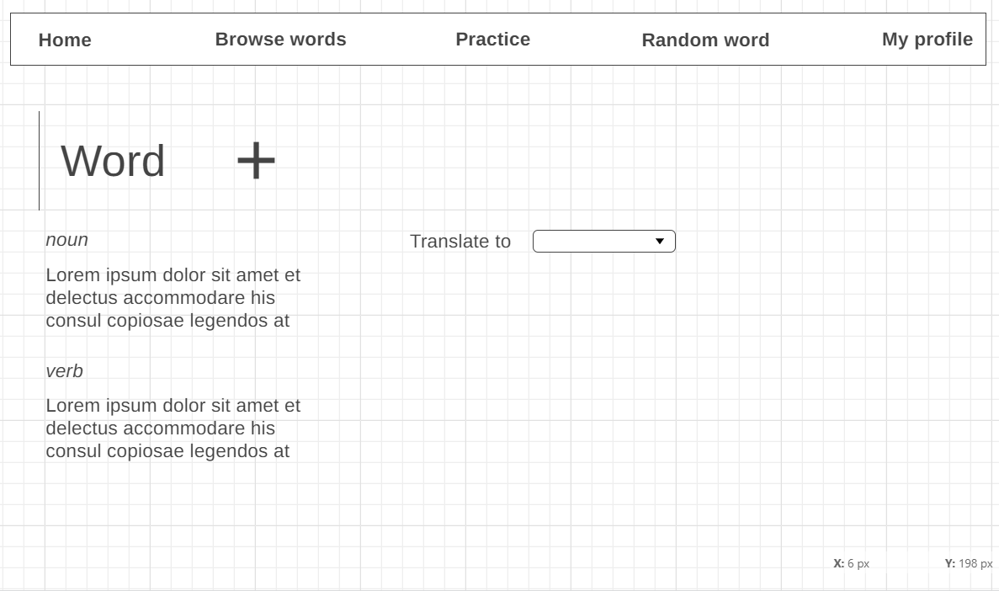 Home Browse words Practice Random word My profile
Word +
noun
Lorem ipsum dolor sit amet et
delectus accommodare his
consul copiosae legendos at
verb
Lorem ipsum dolor sit amet et
delectus accommodare his
consul copiosae legendos at
Translate to
X: 6 px Y: 198 px